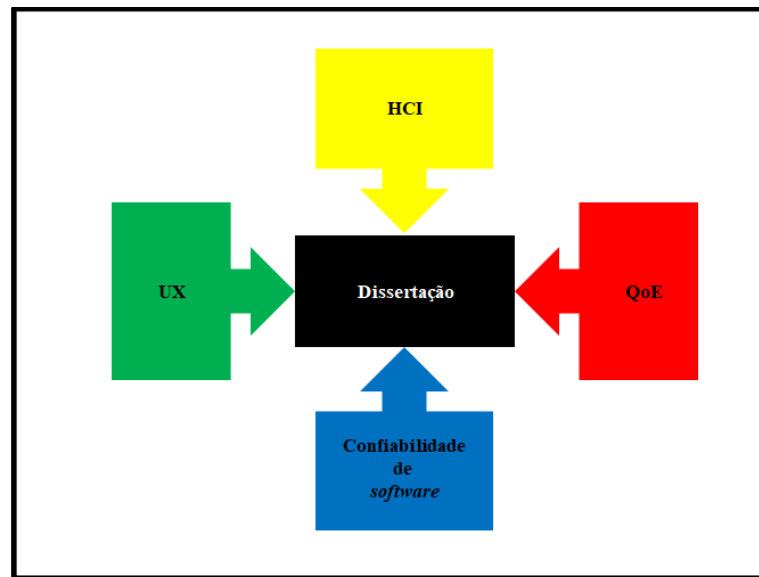 HCI
UX
Dissertação
QoE
Confiabilidade
de
software